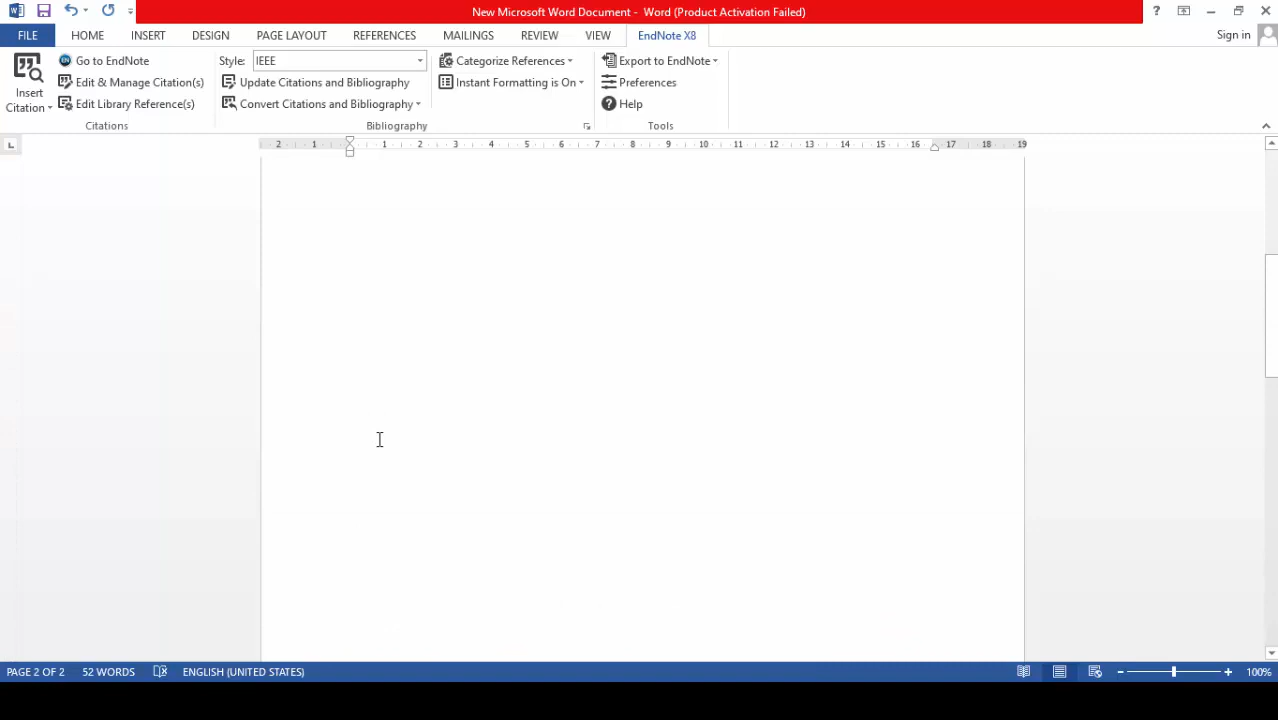 New Microsoft Word Document - Word (Product Activation Failed)
FILE HOME INSERT DESIGN PAGE LAYOUT REFERENCES MAILINGS REVIEW VIEW EndNote X8 Sign in
Insert Citation
Go to EndNote
Edit & Manage Citation(s)
Edit Library Reference(s)
Citations
Style: IEEE
Update Citations and Bibliography
Convert Citations and Bibliography
Categorize References
Instant Formatting is On
Bibliography
Export to EndNote
Preferences
Help
Tools
2 1 1 2 3 4 5 6 7 8 9 10 11 12 13 14 15 16 17 18 19
PAGE 2 OF 2 52 WORDS ENGLISH (UNITED STATES) 100%